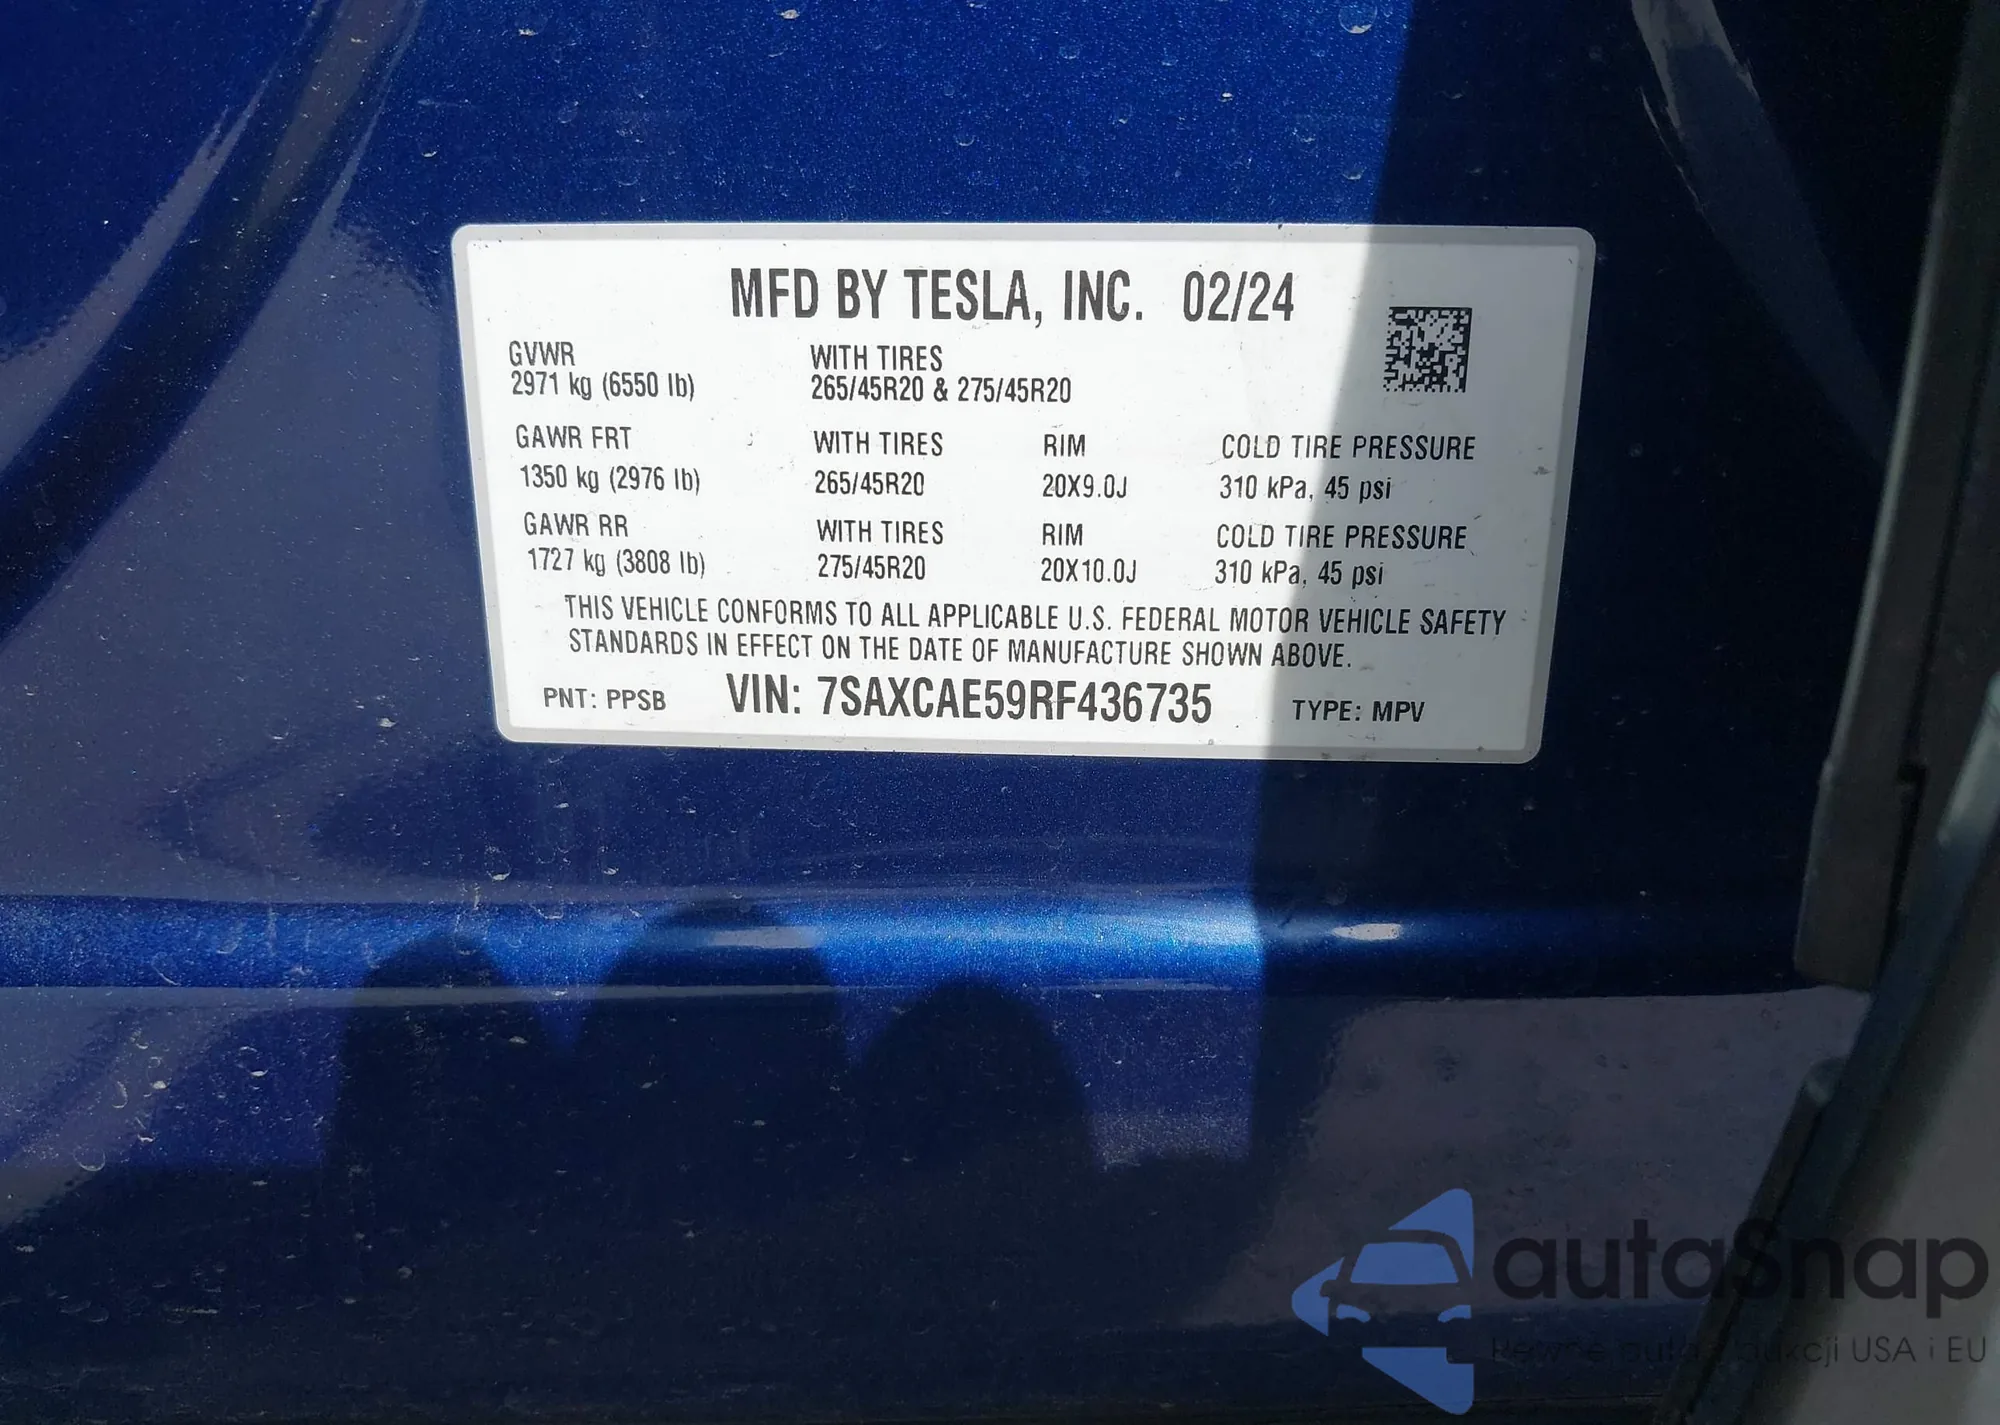 MFD BY TESLA, INC. 02/24
GVWR WITH TIRES
2971 kg (6550 lb) 265/45R20 & 275/45R20
GAWR FRT WITH TIRES RIM COLD TIRE PRESSURE
1350 kg (2976 lb) 265/45R20 20X9.0J 310 kPa, 45 psi
GAWR RR WITH TIRES RIM COLD TIRE PRESSURE
1727 kg (3808 lb) 275/45R20 20X10.0J 310 kPa, 45 psi
THIS VEHICLE CONFORMS TO ALL APPLICABLE U.S. FEDERAL MOTOR VEHICLE SAFETY
STANDARDS IN EFFECT ON THE DATE OF MANUFACTURE SHOWN ABOVE.
PNT: PPSB VIN: 7SAXCAE59RF436735 TYPE: MPV
autoSnap
Pewne auta z aukcji USA i EU